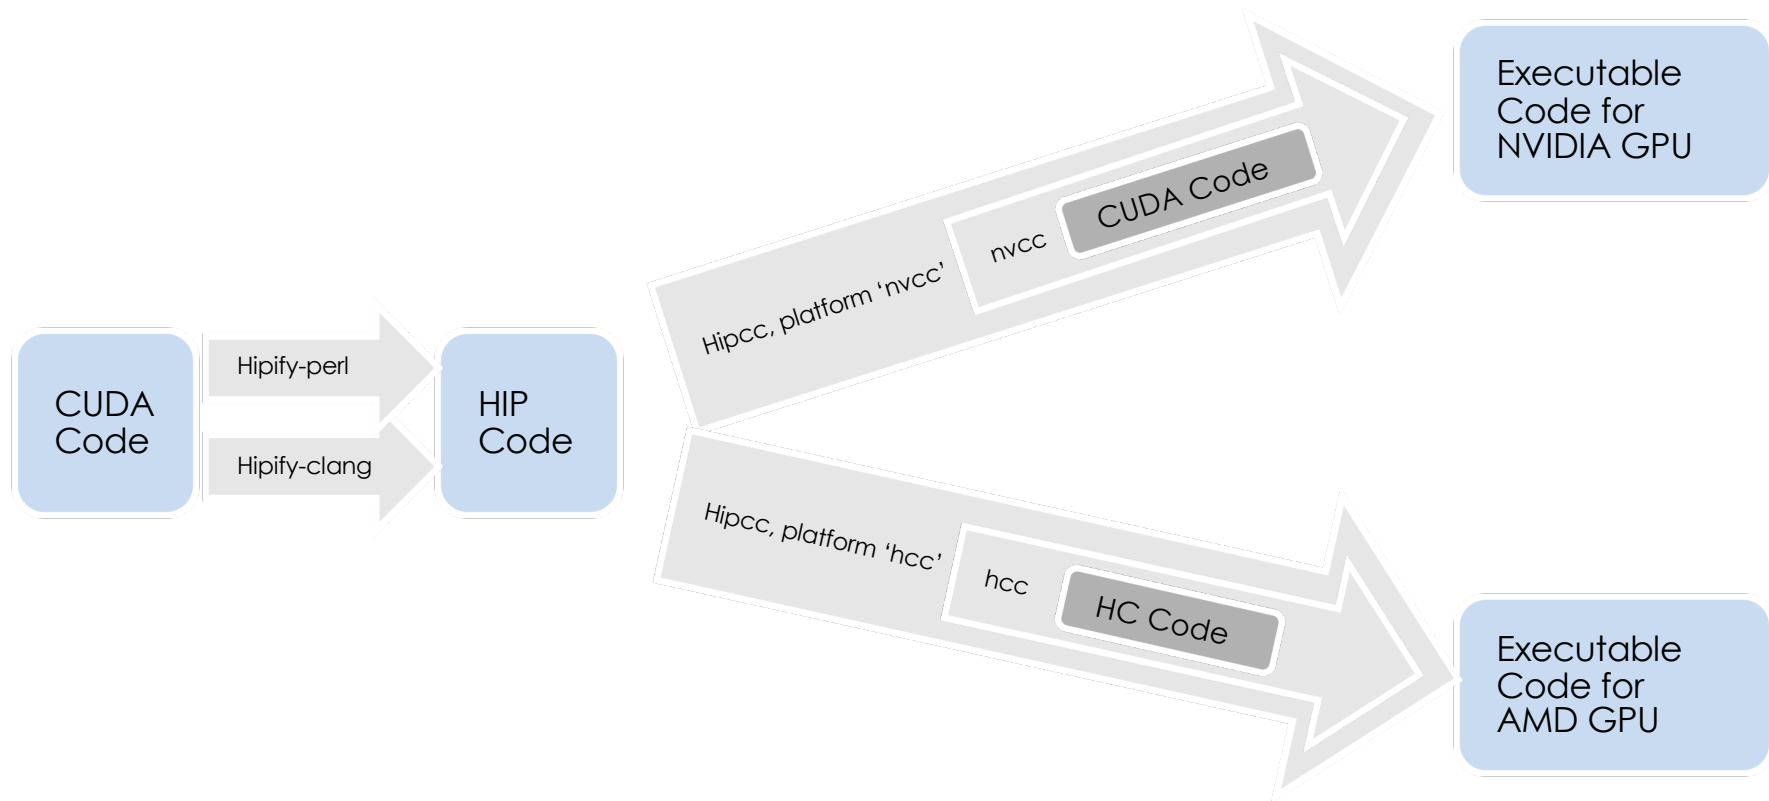 CUDA
Code
Hipify-perl
Hipify-clang
HIP
Code
Hipcc, platform ‘nvcc’
nvcc
CUDA Code
Executable
Code for
NVIDIA GPU
Hipcc, platform ‘hcc’
hcc
HC Code
Executable
Code for
AMD GPU